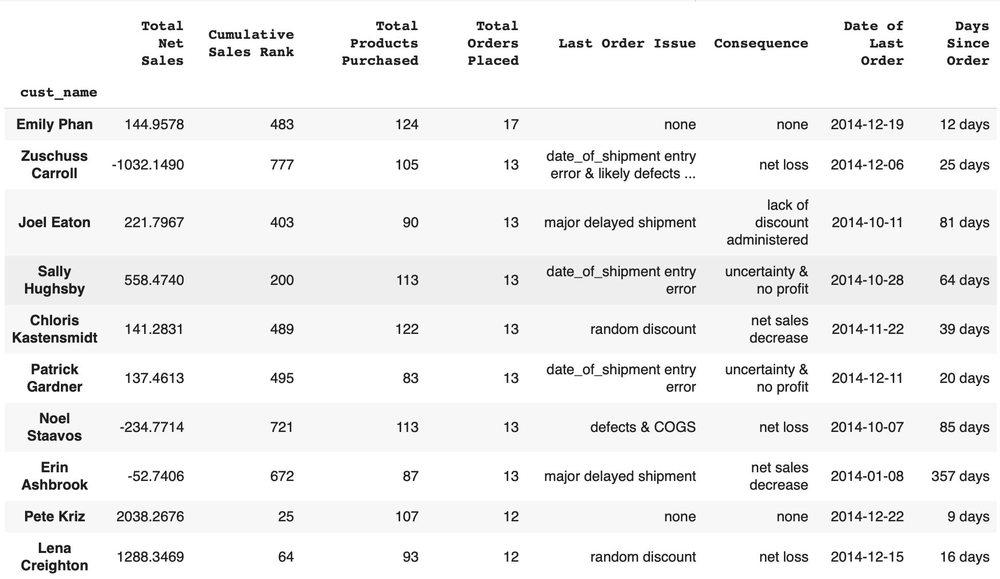 Total Net Sales Cumulative Sales Rank Total Products Purchased Total Orders Placed Last Order Issue Consequence Date of Last Order Days Since Order
cust_name
Emily Phan 144.9578 483 124 17 none none 2014-12-19 12 days
Zuschuss Carroll -1032.1490 777 105 13 date_of_shipment entry error & likely defects ... net loss 2014-12-06 25 days
Joel Eaton 221.7967 403 90 13 major delayed shipment lack of discount administered 2014-10-11 81 days
Sally Hughsby 558.4740 200 113 13 date_of_shipment entry error uncertainty & no profit 2014-10-28 64 days
Chloris Kastensmidt 141.2831 489 122 13 random discount net sales decrease 2014-11-22 39 days
Patrick Gardner 137.4613 495 83 13 date_of_shipment entry error uncertainty & no profit 2014-12-11 20 days
Noel Staavos -234.7714 721 113 13 defects & COGS net loss 2014-10-07 85 days
Erin Ashbrook -52.7406 672 87 13 major delayed shipment net sales decrease 2014-01-08 357 days
Pete Kriz 2038.2676 25 107 12 none none 2014-12-22 9 days
Lena Creighton 1288.3469 64 93 12 random discount net loss 2014-12-15 16 days